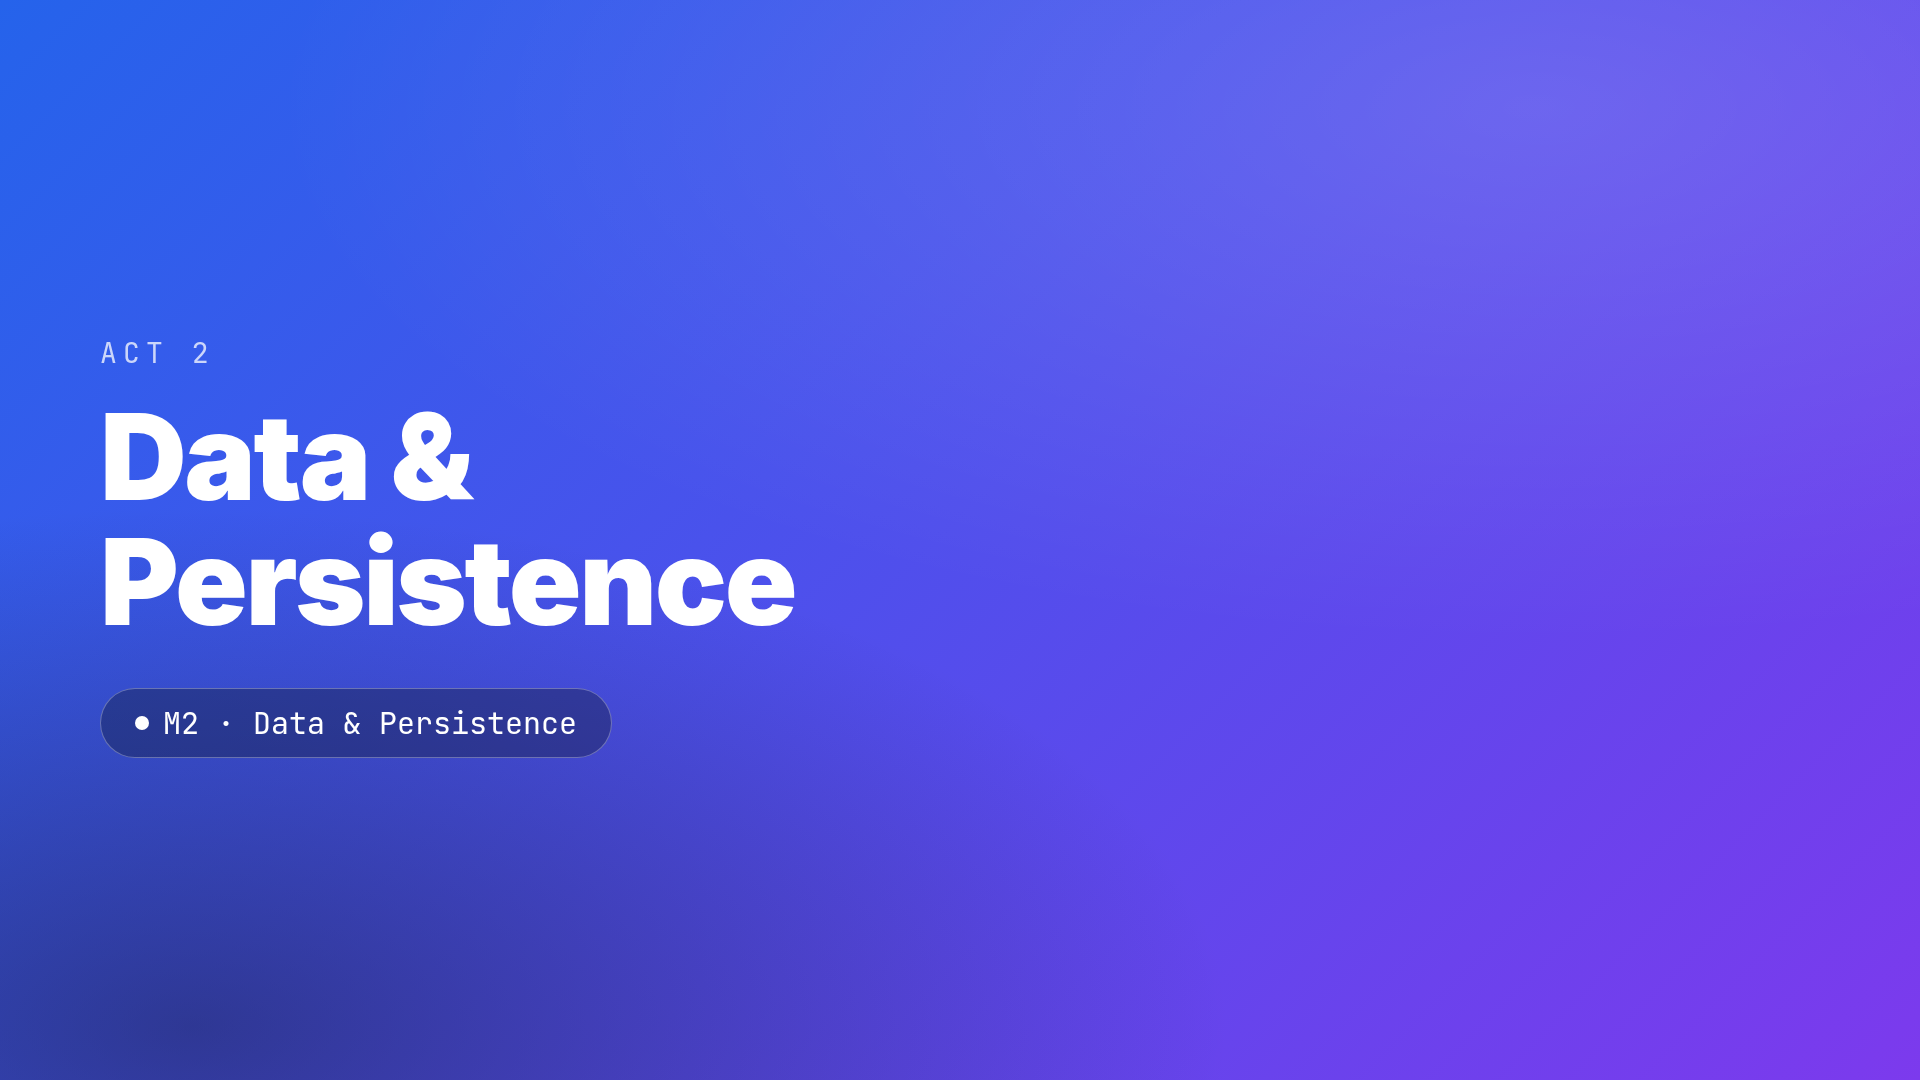 ACT 2
Data &
Persistence
M2 · Data & Persistence